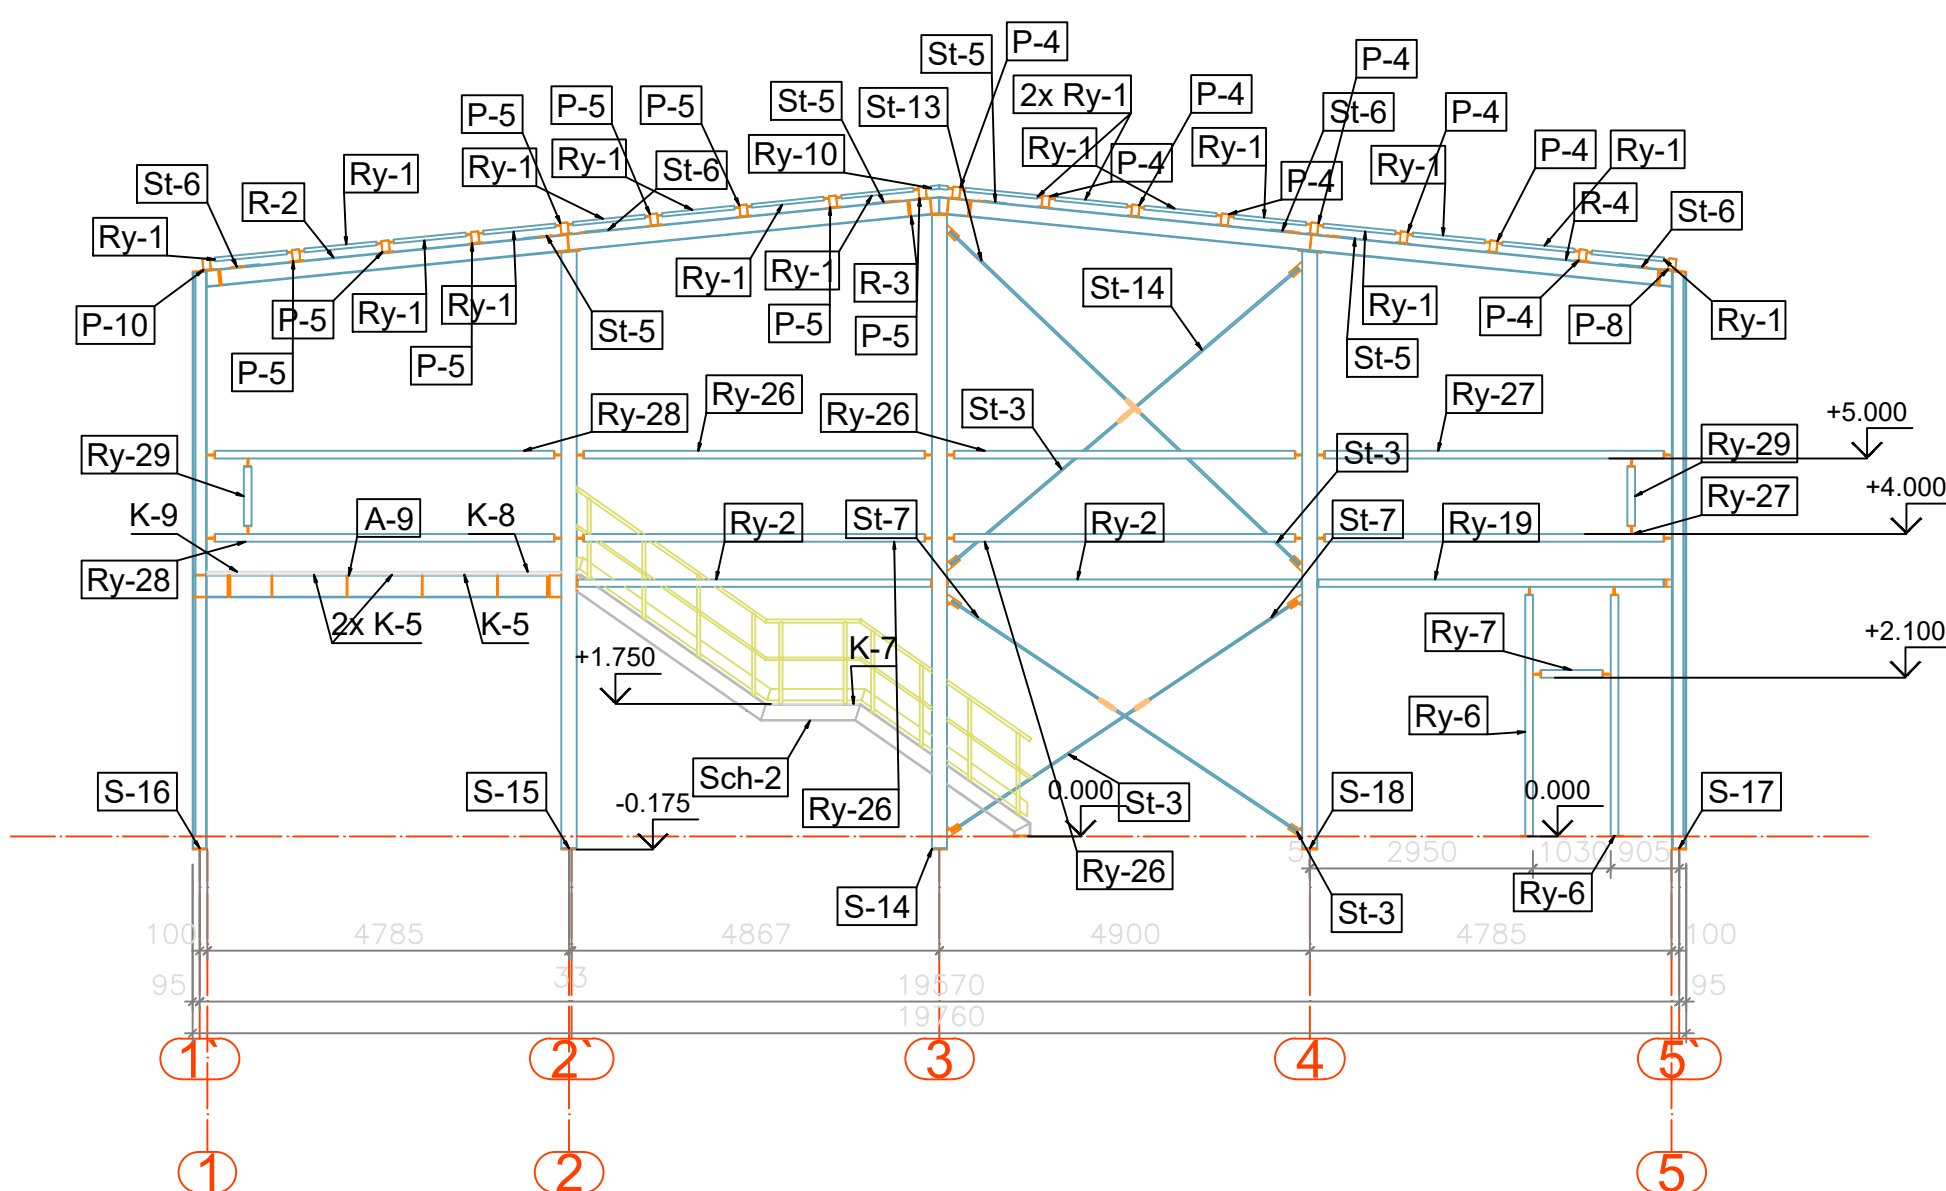 P-4
St-5
P-4
P-5
P-5
P-5
St-5
St-13
2x Ry-1
P-4
St-6
P-4
Ry-1
Ry-1
St-6
Ry-10
Ry-1
P-4
Ry-1
P-4
Ry-1
P-4
Ry-1
St-6
R-2
Ry-1
R-4
St-6
Ry-1
P-10
P-5
P-5
Ry-1
P-5
Ry-1
St-5
Ry-1
Ry-1
P-5
R-3
P-5
St-14
Ry-1
St-5
P-4
P-8
Ry-1
Ry-28
Ry-26
Ry-26
St-3
Ry-27
+5.000
Ry-29
St-3
Ry-29
+4.000
K-9
A-9
K-8
Ry-2
St-7
Ry-2
St-7
Ry-19
Ry-27
Ry-28
2x K-5
K-5
+1.750
K-7
Ry-7
+2.100
Ry-6
Sch-2
S-16
S-15
-0.175
Ry-26
0.000
St-3
S-18
0.000
S-17
5
2950
1030
905
Ry-26
S-14
St-3
Ry-6
100
4785
4867
4900
4785
100
95
33
19570
95
19760
1`
2`
3
4
5`
1
2
5